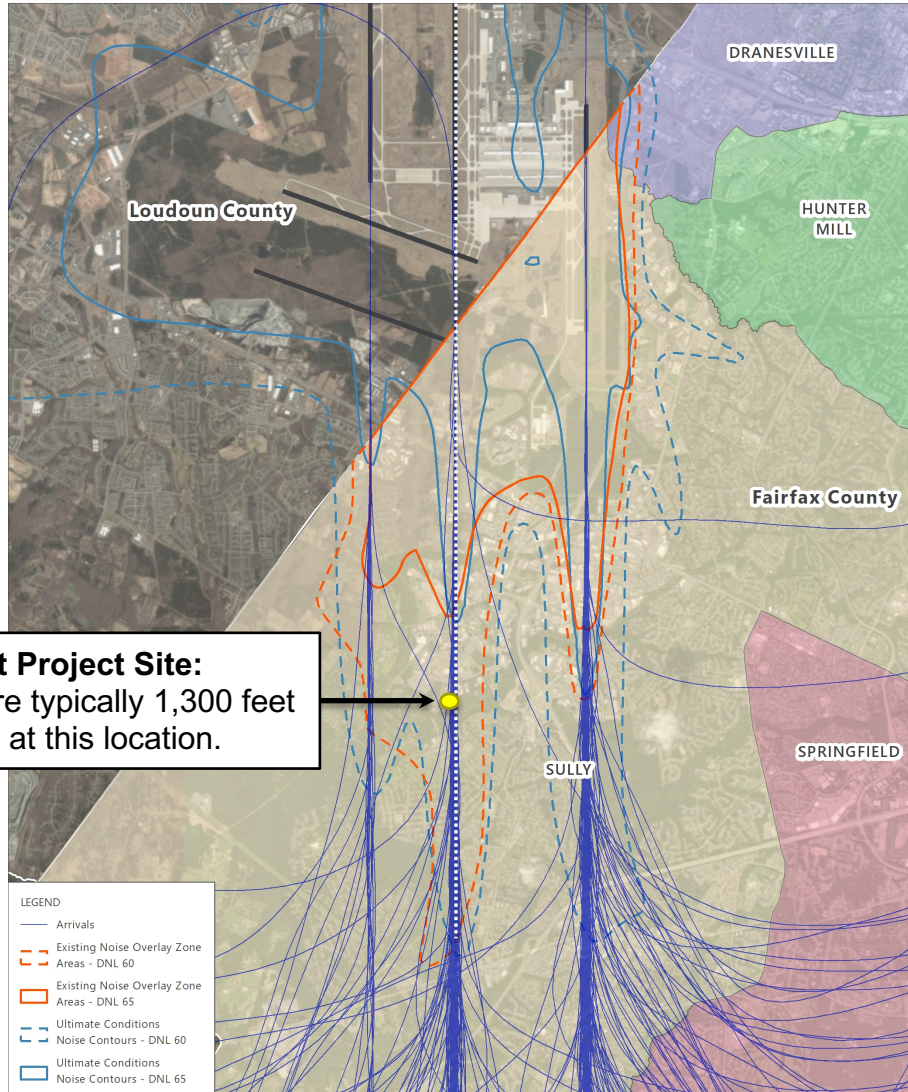 DRANESVILLE
Loudoun County
HUNTER
MILL
Fairfax County
t Project Site:
re typically 1,300 feet
at this location.
SULLY
SPRINGFIELD
LEGEND
Arrivals
Existing Noise Overlay Zone
Areas - DNL 60
Existing Noise Overlay Zone
Areas - DNL 65
Ultimate Conditions
Noise Contours - DNL 60
Ultimate Conditions
Noise Contours - DNL 65